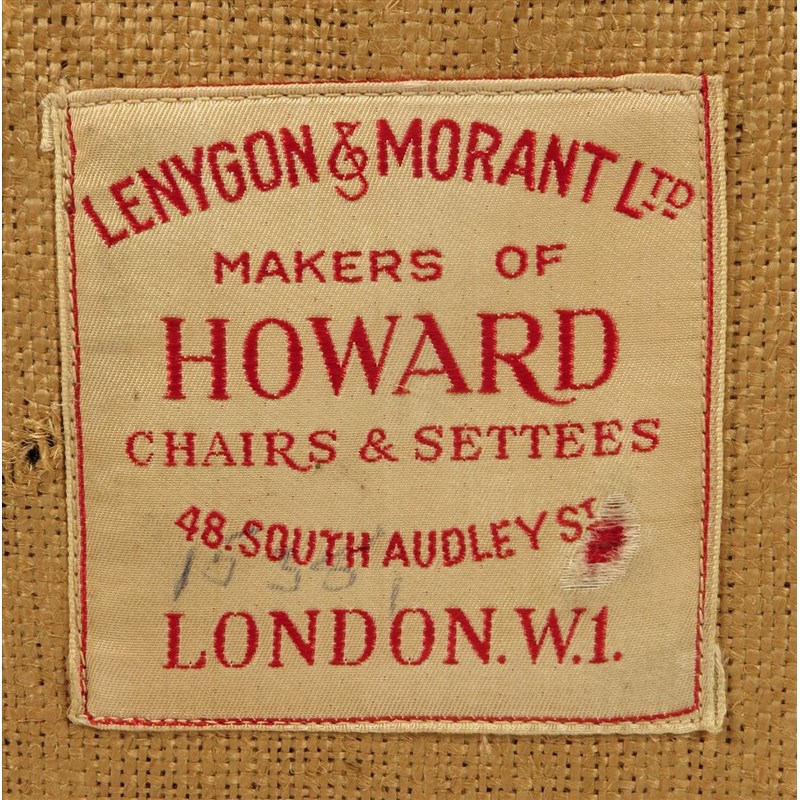 LENYGON & MORANT LTD
MAKERS OF
HOWARD
CHAIRS & SETTEES
48. SOUTH AUDLEY ST
LONDON. W.1.